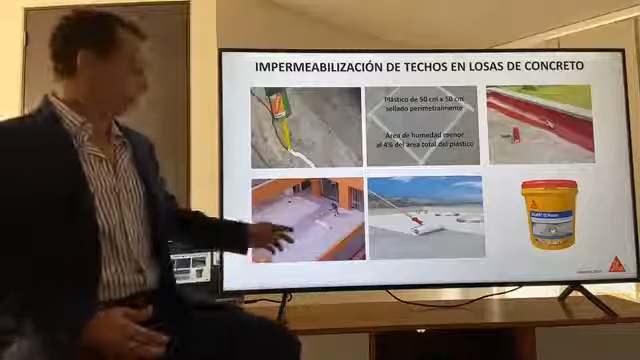 IMPERMEABILIZACIÓN DE TECHOS EN LOSAS DE CONCRETO
Plástico de 50 cm x 50 cm
sellado perimetralmente
Área de humedad menor
al 4% del área total del plástico